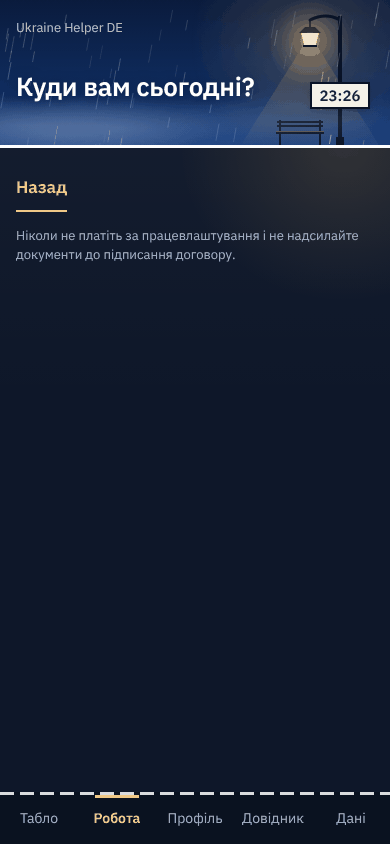 Ukraine Helper DE
Куди вам сьогодні?
23:26
Назад
Ніколи не платіть за працевлаштування і не надсилайте
документи до підписання договору.
Табло Робота Профіль Довідник Дані